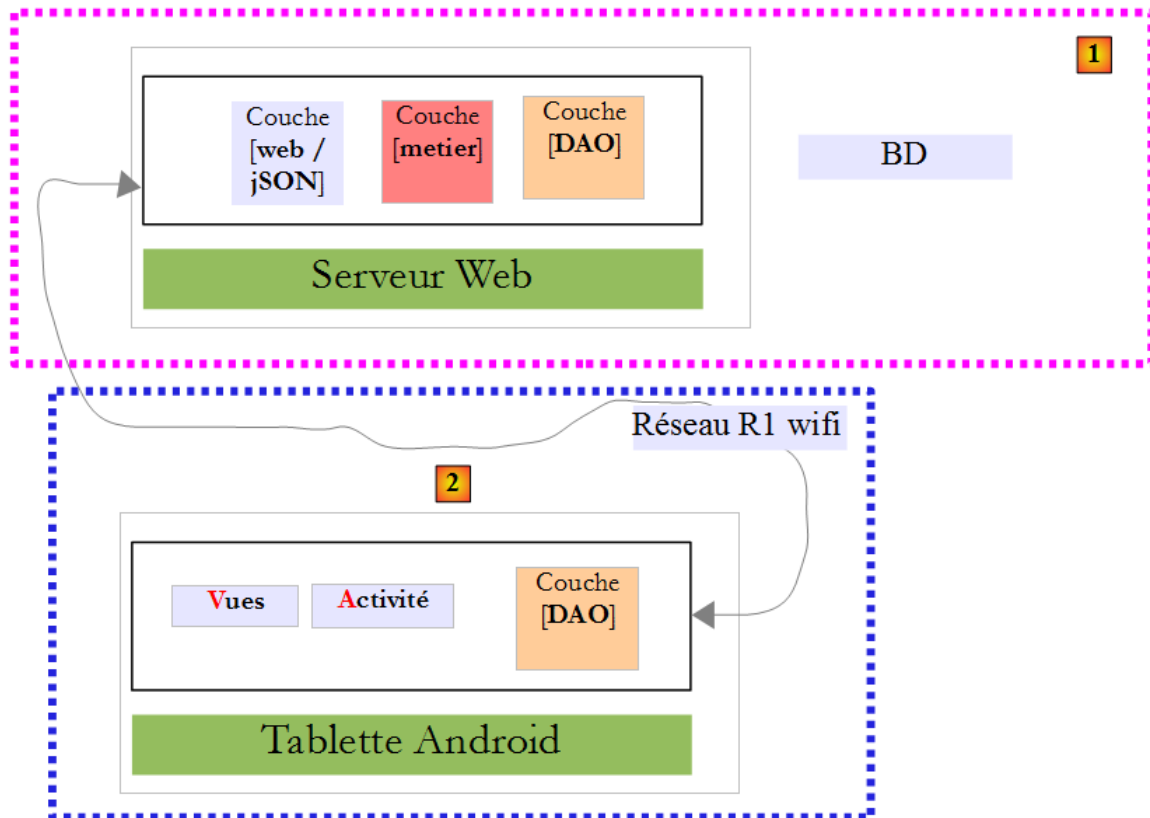 1
Couche
[web /
jSON]
Couche
[metier]
Couche
[DAO]
BD
Serveur Web
Réseau R1 wifi
2
Vues
Activité
Couche
[DAO]
Tablette Android